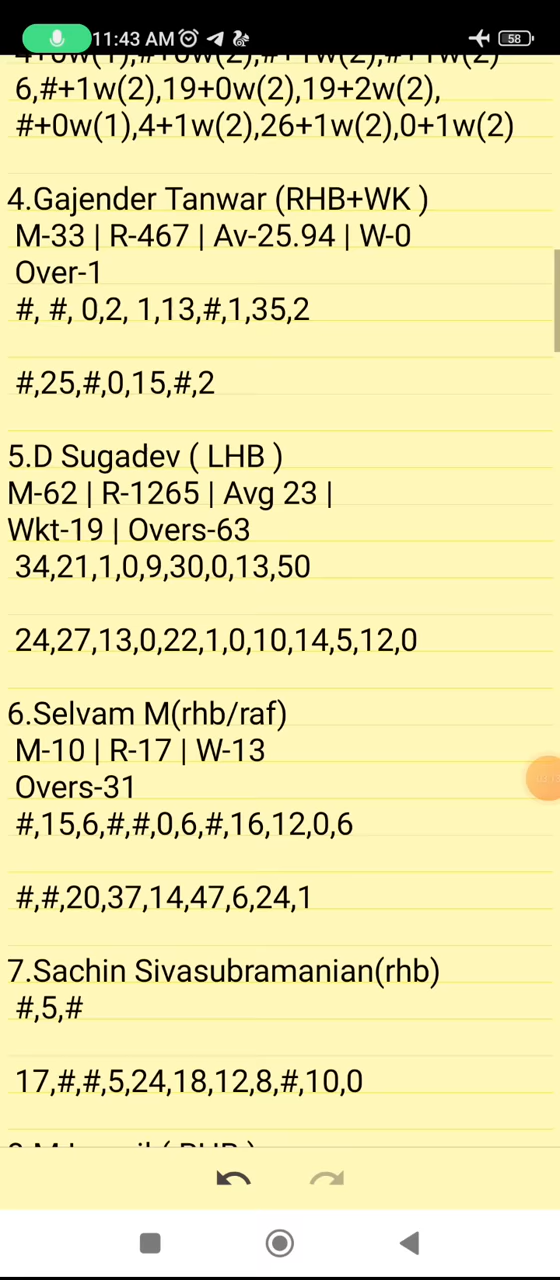 11:43 AM
58
6,#+1w(2),19+0w(2),19+2w(2),
#+0w(1),4+1w(2),26+1w(2),0+1w(2)
4.Gajender Tanwar (RHB+WK )
M-33 | R-467 | Av-25.94 | W-0
Over-1
#, #, 0,2, 1,13,#,1,35,2
#,25,#,0,15,#,2
5.D Sugadev ( LHB )
M-62 | R-1265 | Avg 23 |
Wkt-19 | Overs-63
34,21,1,0,9,30,0,13,50
24,27,13,0,22,1,0,10,14,5,12,0
6.Selvam M(rhb/raf)
M-10 | R-17 | W-13
Overs-31
#,15,6,#,#,0,6,#,16,12,0,6
#,#,20,37,14,47,6,24,1
7.Sachin Sivasubramanian(rhb)
#,5,#
17,#,#,5,24,18,12,8,#,10,0